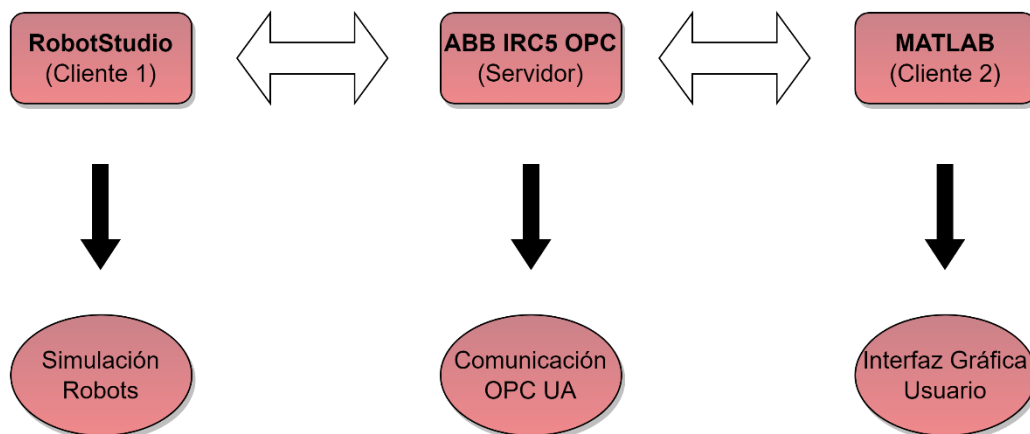 RobotStudio
(Cliente 1)
ABB IRC5 OPC
(Servidor)
MATLAB
(Cliente 2)
Simulación
Robots
Comunicación
OPC UA
Interfaz Gráfica
Usuario